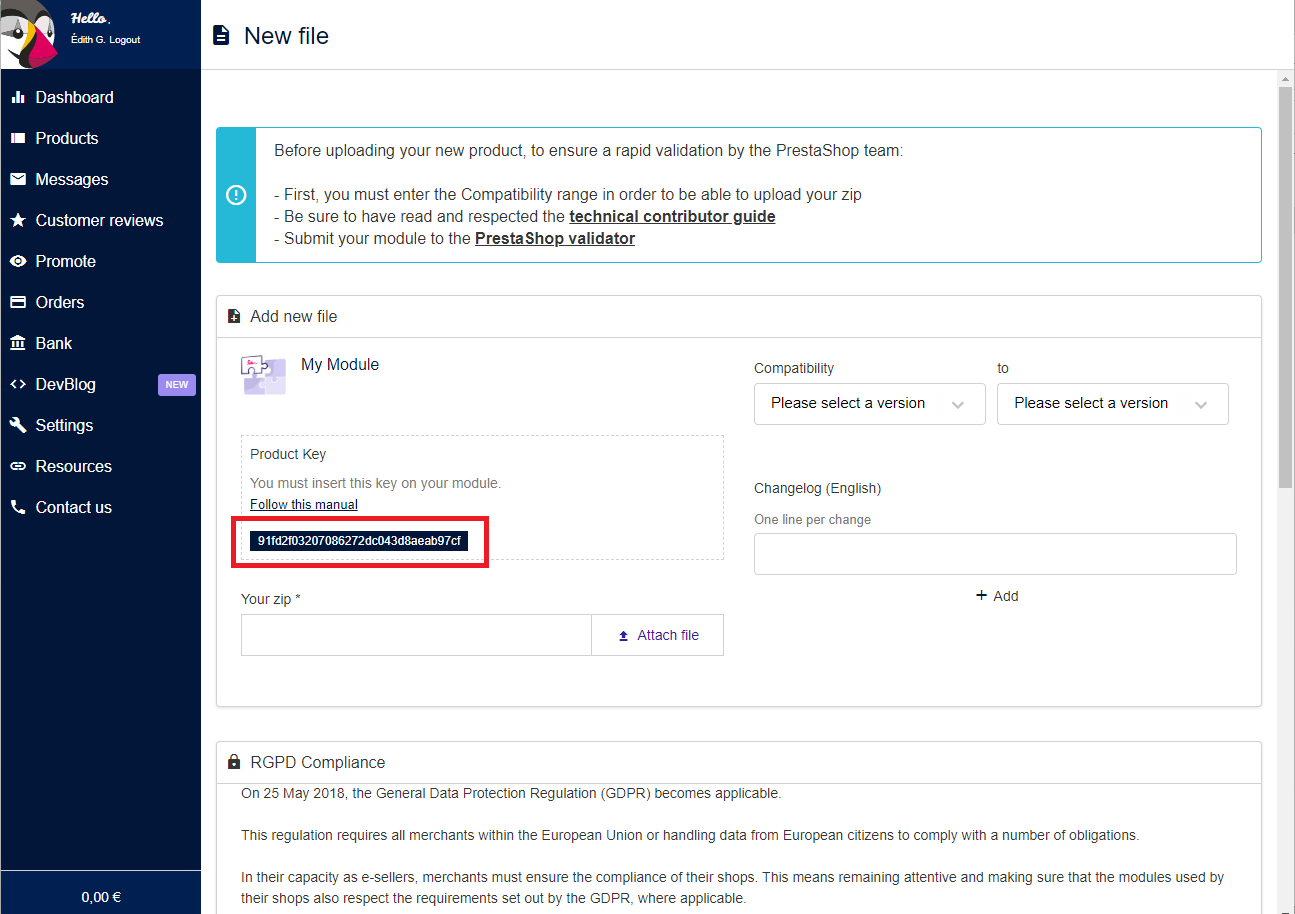 Hello,
Édith G. Logout
Dashboard
Products
Messages
Customer reviews
Promote
Orders
Bank
DevBlog
NEW
Settings
Resources
Contact us
0,00 €
New file
Before uploading your new product, to ensure a rapid validation by the PrestaShop team:
- First, you must enter the Compatibility range in order to be able to upload your zip
- Be sure to have read and respected the technical contributor guide
- Submit your module to the PrestaShop validator
Add new file
My Module
Product Key
You must insert this key on your module.
Follow this manual
91fd2f03207086272dc043d8aeab97cf
Your zip *
Attach file
Compatibility
to
Please select a version
Please select a version
Changelog (English)
One line per change
+ Add
RGPD Compliance
On 25 May 2018, the General Data Protection Regulation (GDPR) becomes applicable.
This regulation requires all merchants within the European Union or handling data from European citizens to comply with a number of obligations.
In their capacity as e-sellers, merchants must ensure the compliance of their shops. This means remaining attentive and making sure that the modules used by
their shops also respect the requirements set out by the GDPR, where applicable.